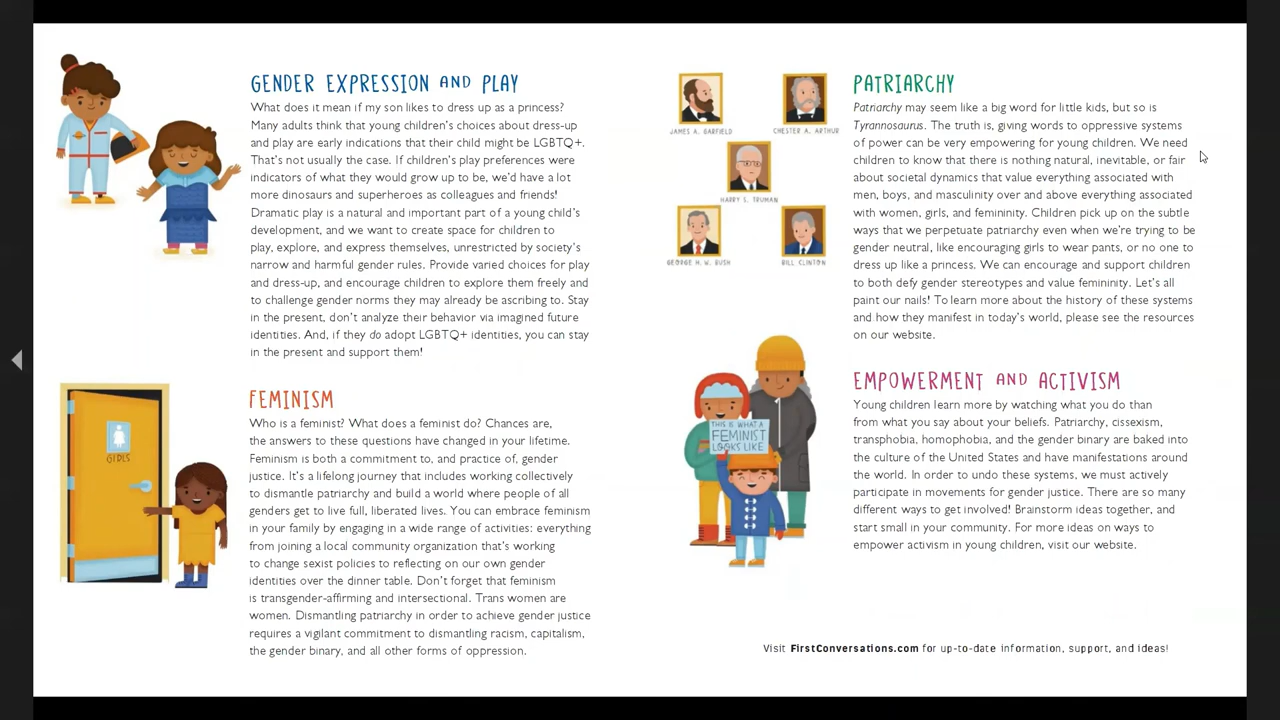 GENDER EXPRESSION AND PLAY
What does it mean if my son likes to dress up as a princess?
Many adults think that young children's choices about dress-up
and play are early indications that their child might be LGBTQ+.
That's not usually the case. If children's play preferences were
indicators of what they would grow up to be, we'd have a lot
more dinosaurs and superheroes as colleagues and friends!
Dramatic play is a natural and important part of a young child's
development, and we want to create space for children to
play, explore, and express themselves, unrestricted by society's
narrow and harmful gender rules. Provide varied choices for play
and dress-up, and encourage children to explore them freely and
to challenge gender norms they may already be ascribing to. Stay
in the present, don't analyze their behavior via imagined future
identities. And, if they do adopt LGBTQ+ identities, you can stay
in the present and support them!
GIRLS
FEMINISM
Who is a feminist? What does a feminist do? Chances are,
the answers to these questions have changed in your lifetime.
Feminism is both a commitment to, and practice of, gender
justice. It's a lifelong journey that includes working collectively
to dismantle patriarchy and build a world where people of all
genders get to live full, liberated lives. You can embrace feminism
in your family by engaging in a wide range of activities: everything
from joining a local community organization that's working
to change sexist policies to reflecting on our own gender
identities over the dinner table. Don't forget that feminism
is transgender-affirming and intersectional. Trans women are
women. Dismantling patriarchy in order to achieve gender justice
requires a vigilant commitment to dismantling racism, capitalism,
the gender binary, and all other forms of oppression.
JAMES A. GARFIELD
CHESTER A. ARTHUR
HARRY S. TRUMAN
GEORGE H. W. BUSH
BILL CLINTON
PATRIARCHY
Patriarchy may seem like a big word for little kids, but so is
Tyrannosaurus. The truth is, giving words to oppressive systems
of power can be very empowering for young children. We need
children to know that there is nothing natural, inevitable, or fair
about societal dynamics that value everything associated with
men, boys, and masculinity over and above everything associated
with women, girls, and femininity. Children pick up on the subtle
ways that we perpetuate patriarchy even when we're trying to be
gender neutral, like encouraging girls to wear pants, or no one to
dress up like a princess. We can encourage and support children
to both defy gender stereotypes and value femininity. Let's all
paint our nails! To learn more about the history of these systems
and how they manifest in today's world, please see the resources
on our website.
THIS IS WHAT A
FEMINIST
LOOKS LIKE
EMPOWERMENT AND ACTIVISM
Young children learn more by watching what you do than
from what you say about your beliefs. Patriarchy, cissexism,
transphobia, homophobia, and the gender binary are baked into
the culture of the United States and have manifestations around
the world. In order to undo these systems, we must actively
participate in movements for gender justice. There are so many
different ways to get involved! Brainstorm ideas together, and
start small in your community. For more ideas on ways to
empower activism in young children, visit our website.
Visit FirstConversations.com for up-to-date information, support, and ideas!